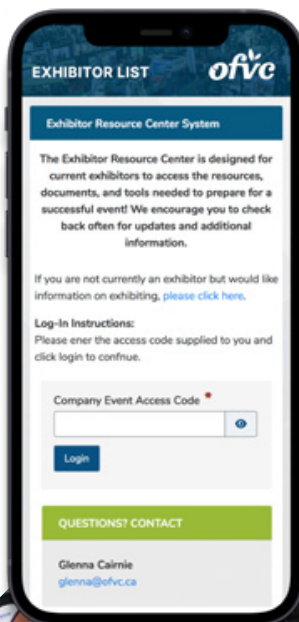 EXHIBITOR LIST
ofvc
Exhibitor Resource Center System
The Exhibitor Resource Center is designed for
current exhibitors to access the resources,
documents, and tools needed to prepare for a
successful event! We encourage you to check
back often for updates and additional
information.
If you are not currently an exhibitor but would like
information on exhibiting, please click here.
Log-In Instructions:
Please ener the access code supplied to you and
click login to confnue.
Company Event Access Code *
Login
QUESTIONS? CONTACT
Glenna Cairnie
glenna@ofvc.ca